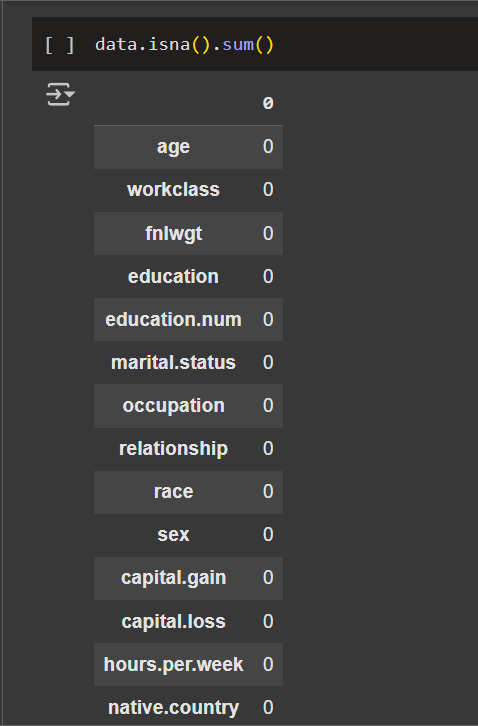 [ ] data.isna().sum()
0
age 0
workclass 0
fnlwgt 0
education 0
education.num 0
marital.status 0
occupation 0
relationship 0
race 0
sex 0
capital.gain 0
capital.loss 0
hours.per.week 0
native.country 0